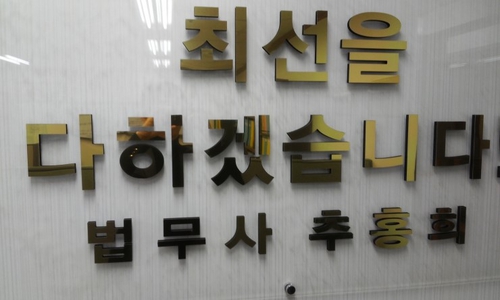 최선을
다하겠습니다!
법무사 추홍희